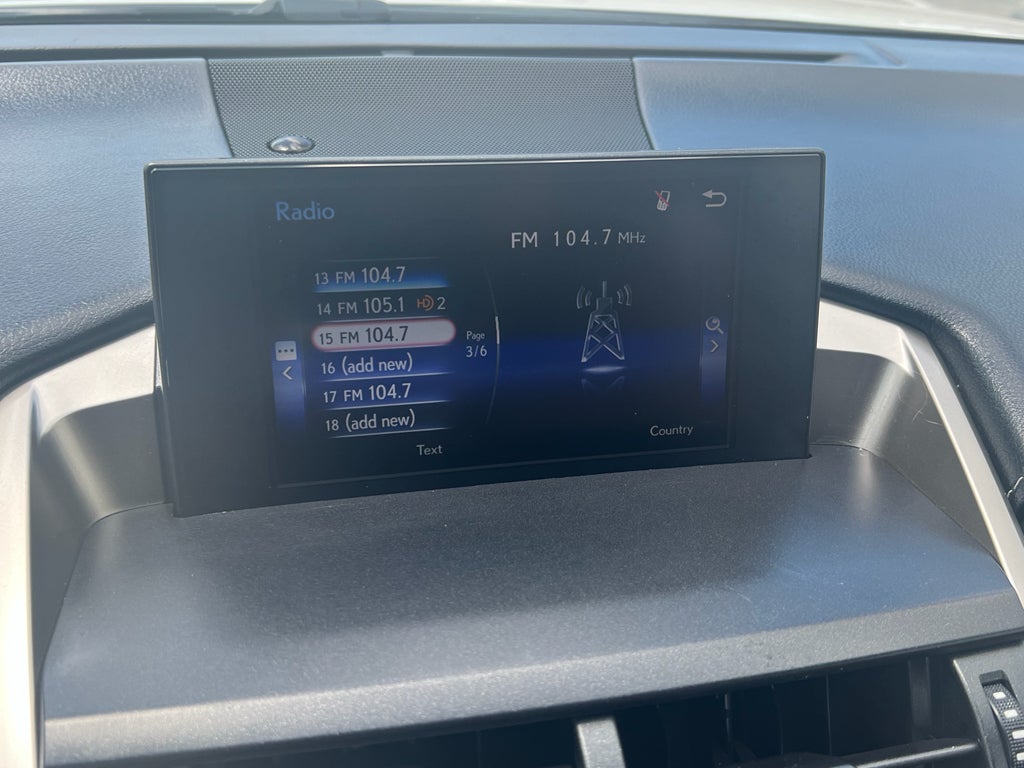 Radio
FM 104.7 MHz
13 FM 104.7
14 FM 105.1 HD 2
15 FM 104.7
16 (add new)
17 FM 104.7
18 (add new)
Page
3/6
Text
Country